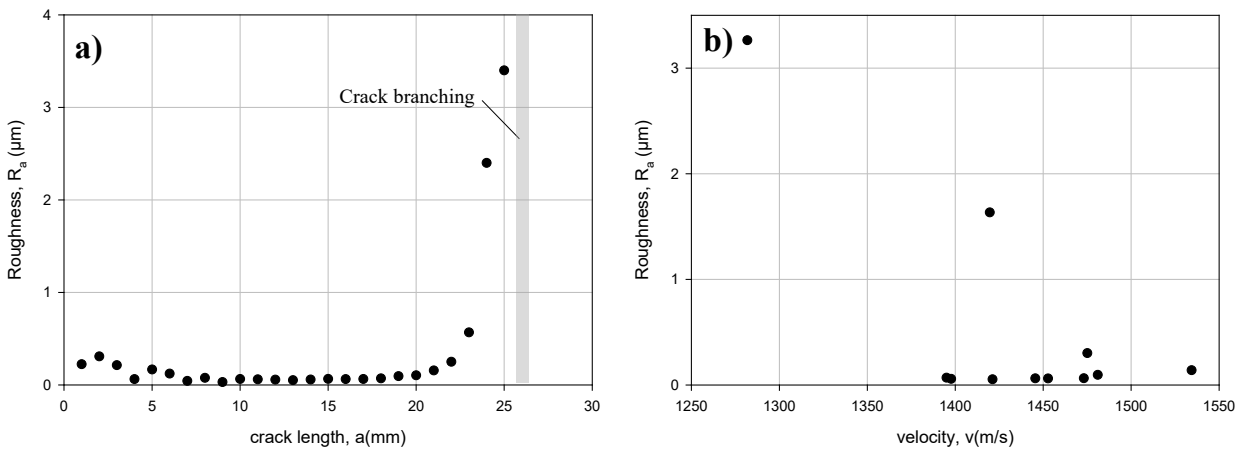 a)
Roughness, Rₐ (μm)
4
3
2
1
0
Crack branching
0 5 10 15 20 25 30
crack length, a(mm)
b)
Roughness, Rₐ (μm)
3
2
1
0
1250 1300 1350 1400 1450 1500 1550
velocity, v(m/s)